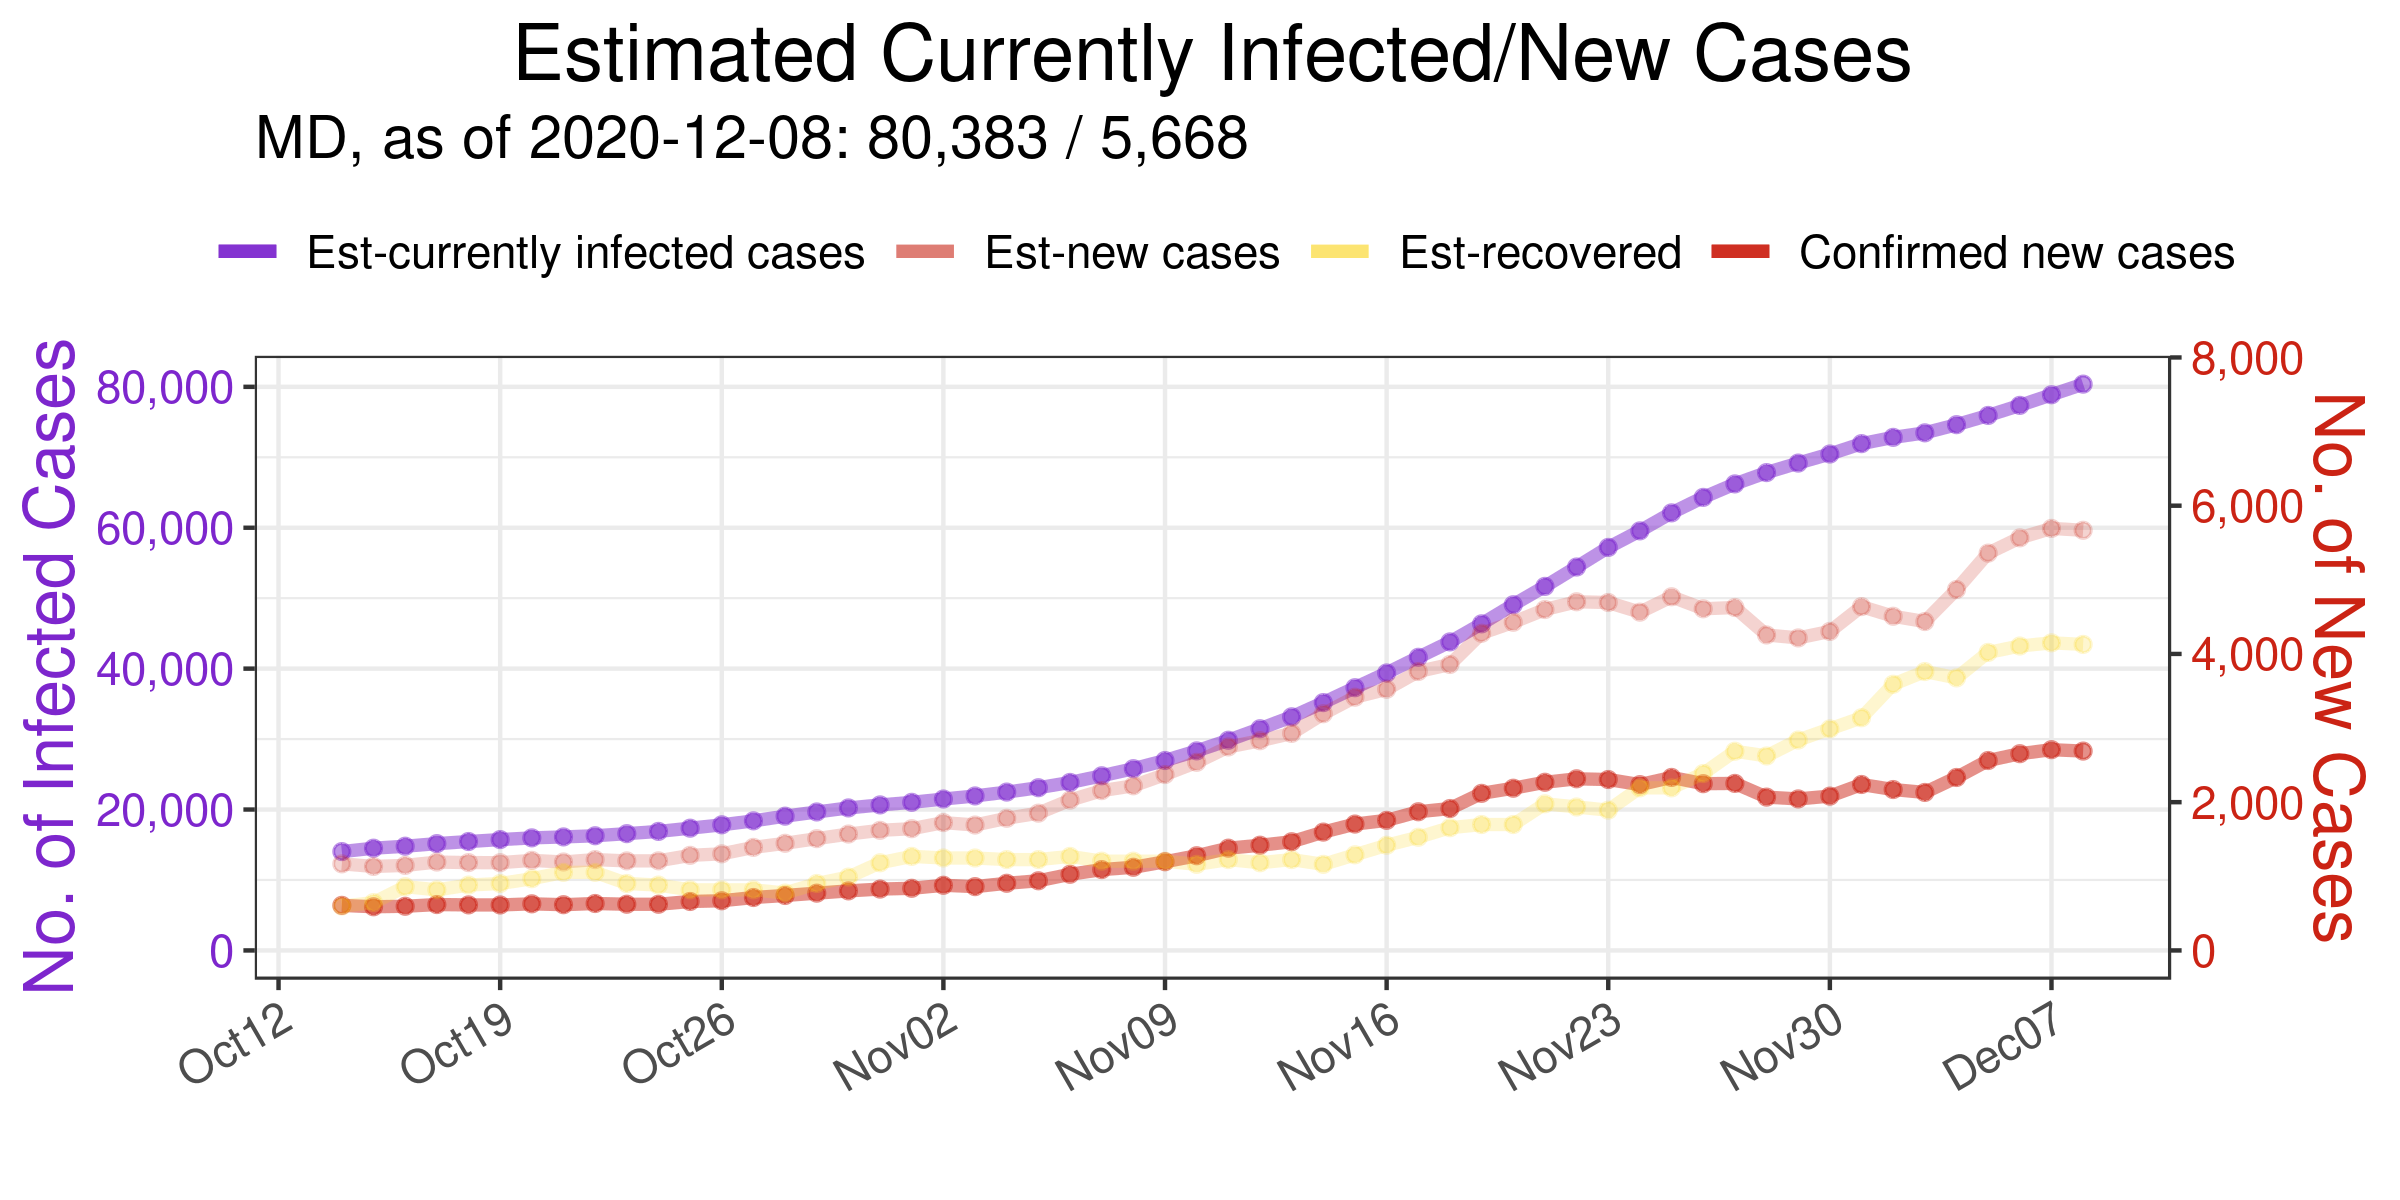 Estimated Currently Infected/New Cases
MD, as of 2020-12-08: 80,383 / 5,668
Est-currently infected cases Est-new cases Est-recovered Confirmed new cases
No. of Infected Cases
80,000
60,000
40,000
20,000
0
8,000
6,000
4,000
2,000
0
No. of New Cases
Oct12 Oct19 Oct26 Nov02 Nov09 Nov16 Nov23 Nov30 Dec07